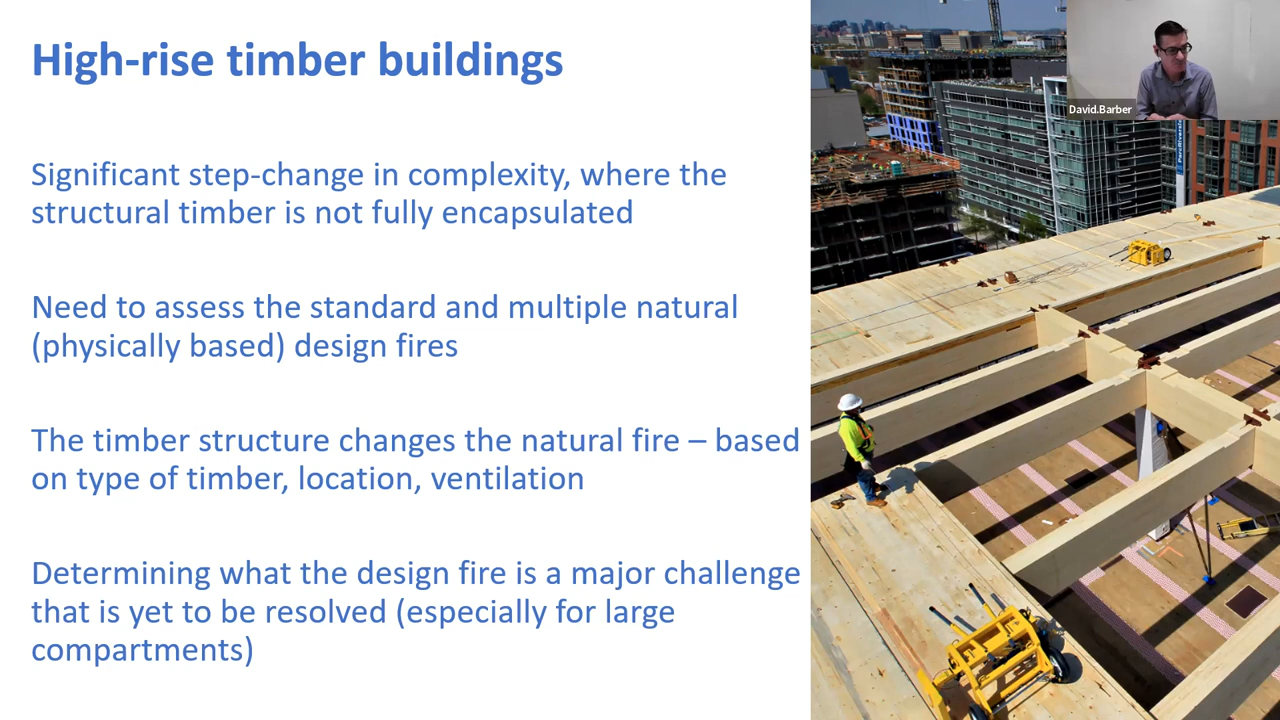 High-rise timber buildings
David.Barber
Significant step-change in complexity, where the
structural timber is not fully encapsulated
Need to assess the standard and multiple natural
(physically based) design fires
The timber structure changes the natural fire – based
on type of timber, location, ventilation
Determining what the design fire is a major challenge
that is yet to be resolved (especially for large
compartments)